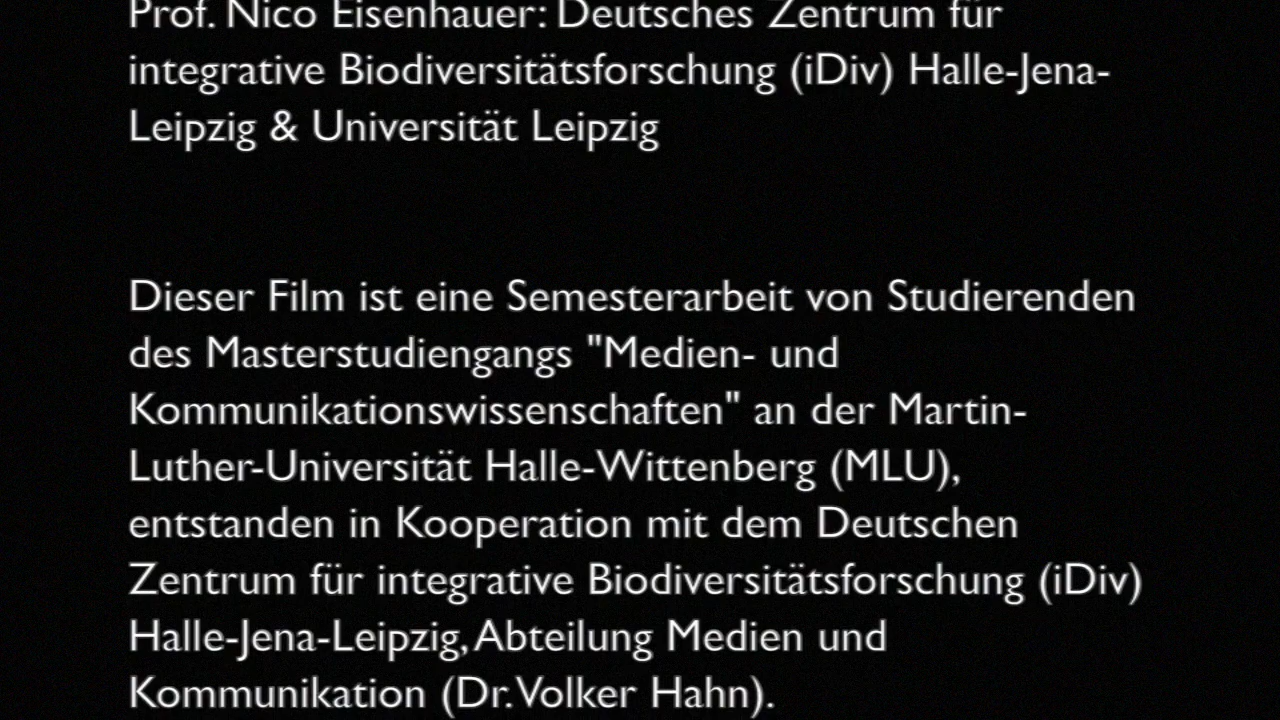 Prof. Nico Eisenhauer: Deutsches Zentrum für
integrative Biodiversitätsforschung (iDiv) Halle-Jena-
Leipzig & Universität Leipzig
Dieser Film ist eine Semesterarbeit von Studierenden
des Masterstudiengangs "Medien- und
Kommunikationswissenschaften" an der Martin-
Luther-Universität Halle-Wittenberg (MLU),
entstanden in Kooperation mit dem Deutschen
Zentrum für integrative Biodiversitätsforschung (iDiv)
Halle-Jena-Leipzig, Abteilung Medien und
Kommunikation (Dr. Volker Hahn).